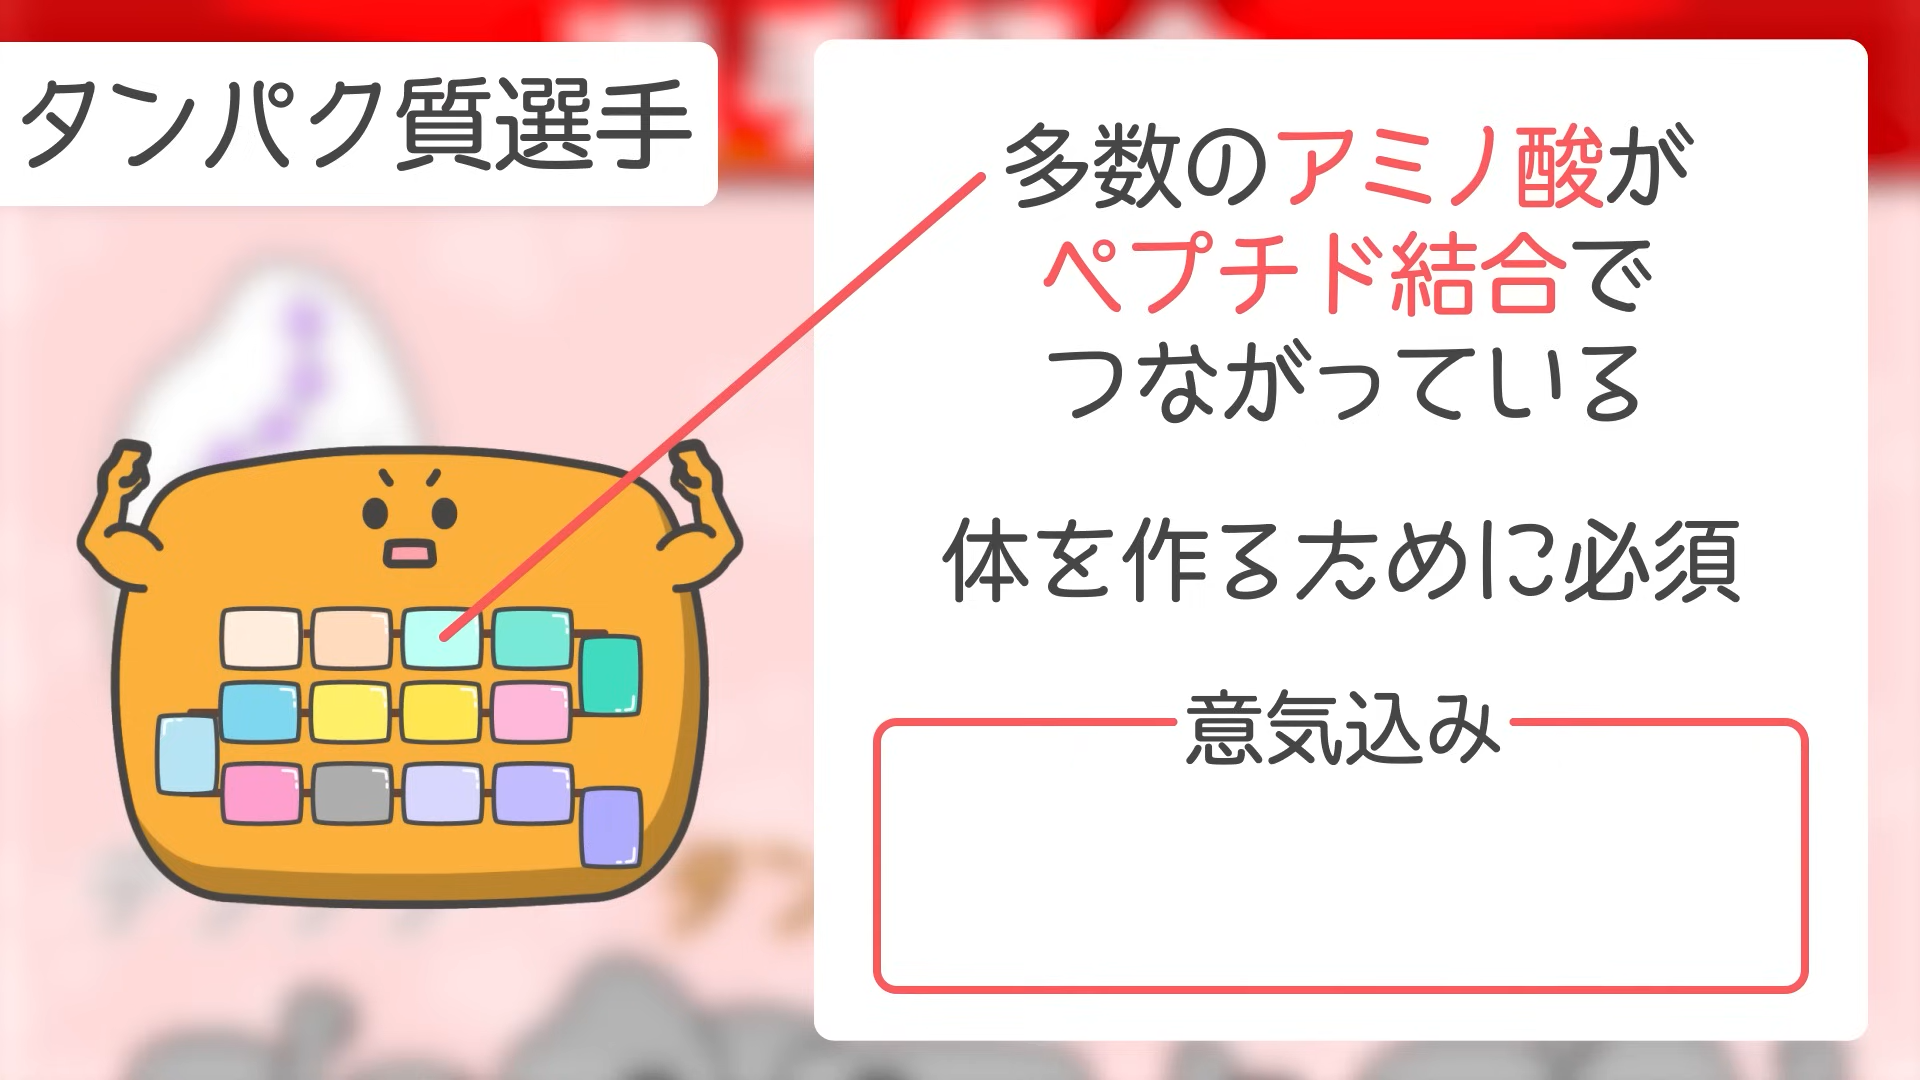 タンパク質選手
多数のアミノ酸が
ペプチド結合で
つながっている
体を作るために必須
意気込み